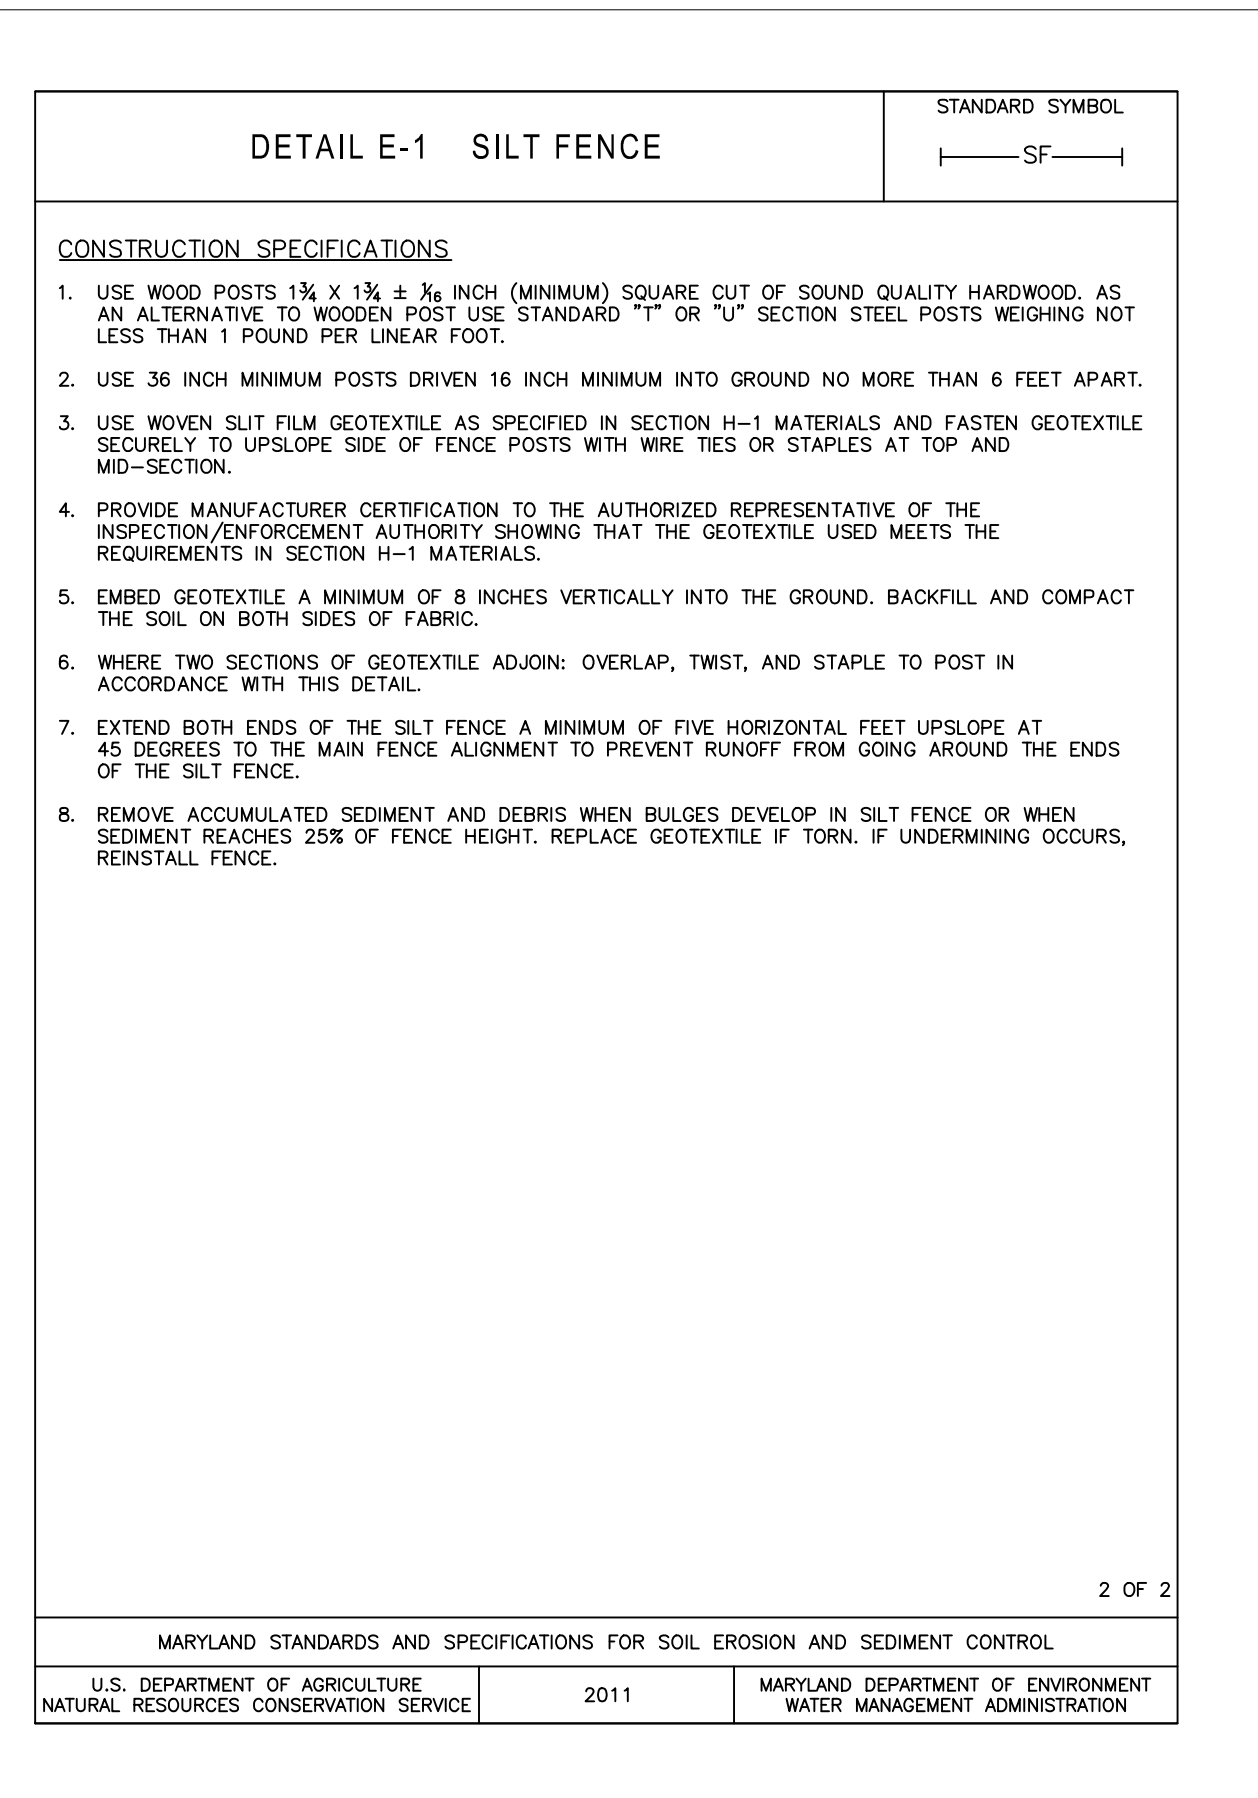 DETAIL E-1 SILT FENCE
STANDARD SYMBOL
SF
CONSTRUCTION SPECIFICATIONS
1. USE WOOD POSTS 1¾ X 1¾ ± 1/16 INCH (MINIMUM) SQUARE CUT OF SOUND QUALITY HARDWOOD. AS
AN ALTERNATIVE TO WOODEN POST USE STANDARD "T" OR "U" SECTION STEEL POSTS WEIGHING NOT
LESS THAN 1 POUND PER LINEAR FOOT.
2. USE 36 INCH MINIMUM POSTS DRIVEN 16 INCH MINIMUM INTO GROUND NO MORE THAN 6 FEET APART.
3. USE WOVEN SLIT FILM GEOTEXTILE AS SPECIFIED IN SECTION H-1 MATERIALS AND FASTEN GEOTEXTILE
SECURELY TO UPSLOPE SIDE OF FENCE POSTS WITH WIRE TIES OR STAPLES AT TOP AND
MID-SECTION.
4. PROVIDE MANUFACTURER CERTIFICATION TO THE AUTHORIZED REPRESENTATIVE OF THE
INSPECTION/ENFORCEMENT AUTHORITY SHOWING THAT THE GEOTEXTILE USED MEETS THE
REQUIREMENTS IN SECTION H-1 MATERIALS.
5. EMBED GEOTEXTILE A MINIMUM OF 8 INCHES VERTICALLY INTO THE GROUND. BACKFILL AND COMPACT
THE SOIL ON BOTH SIDES OF FABRIC.
6. WHERE TWO SECTIONS OF GEOTEXTILE ADJOIN: OVERLAP, TWIST, AND STAPLE TO POST IN
ACCORDANCE WITH THIS DETAIL.
7. EXTEND BOTH ENDS OF THE SILT FENCE A MINIMUM OF FIVE HORIZONTAL FEET UPSLOPE AT
45 DEGREES TO THE MAIN FENCE ALIGNMENT TO PREVENT RUNOFF FROM GOING AROUND THE ENDS
OF THE SILT FENCE.
8. REMOVE ACCUMULATED SEDIMENT AND DEBRIS WHEN BULGES DEVELOP IN SILT FENCE OR WHEN
SEDIMENT REACHES 25% OF FENCE HEIGHT. REPLACE GEOTEXTILE IF TORN. IF UNDERMINING OCCURS,
REINSTALL FENCE.
2 OF 2
MARYLAND STANDARDS AND SPECIFICATIONS FOR SOIL EROSION AND SEDIMENT CONTROL
U.S. DEPARTMENT OF AGRICULTURE
NATURAL RESOURCES CONSERVATION SERVICE
2011
MARYLAND DEPARTMENT OF ENVIRONMENT
WATER MANAGEMENT ADMINISTRATION